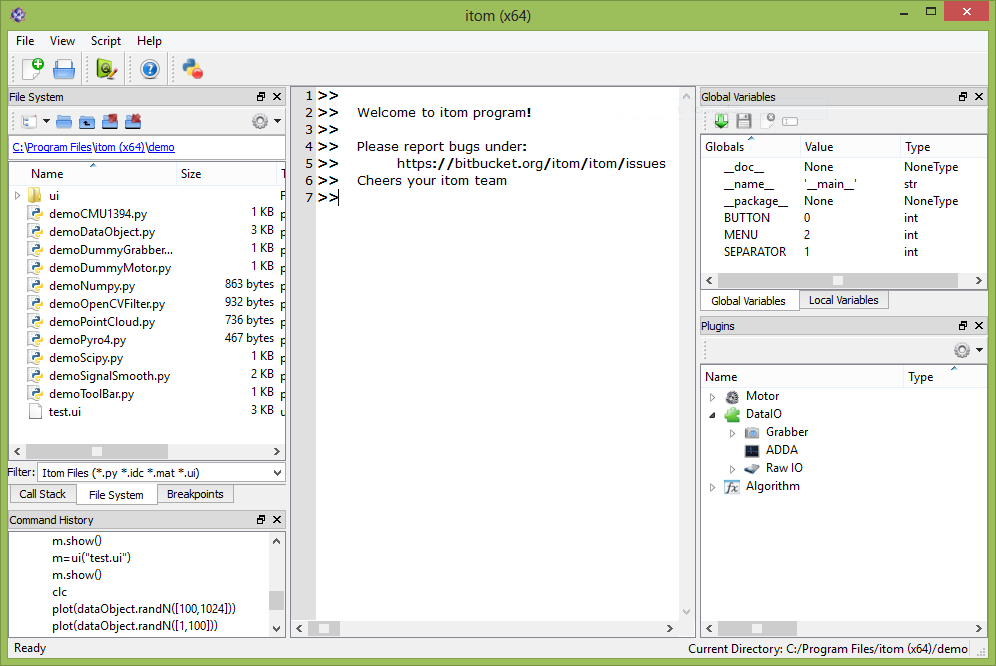 itom (x64)
File View Script Help
File System
C:\Program Files\itom (x64)\demo
Name Size
ui
demoCMU1394.py 1 KB
demoDataObject.py 3 KB
demoDummyGrabber... 1 KB
demoDummyMotor.py 1 KB
demoNumpy.py 863 bytes
demoOpenCVFilter.py 932 bytes
demoPointCloud.py 736 bytes
demoPyro4.py 467 bytes
demoScipy.py 1 KB
demoSignalSmooth.py 2 KB
demoToolBar.py 1 KB
test.ui 3 KB
Filter: Itom Files (*.py *.idc *.mat *.ui)
Call Stack File System Breakpoints
Command History
m.show()
m=ui("test.ui")
m.show()
clc
plot(dataObject.randN([100,1024]))
plot(dataObject.randN([1,100]))
1 >>
2 >> Welcome to itom program!
3 >>
4 >> Please report bugs under:
5 >> https://bitbucket.org/itom/itom/issues
6 >> Cheers your itom team
7 >>
Global Variables
Globals Value Type
__doc__ None NoneType
__name__ '__main__' str
__package__ None NoneType
BUTTON 0 int
MENU 2 int
SEPARATOR 1 int
Global Variables Local Variables
Plugins
Name Type
Motor
DataIO
Grabber
ADDA
Raw IO
Algorithm
Ready
Current Directory: C:/Program Files/itom (x64)/demo